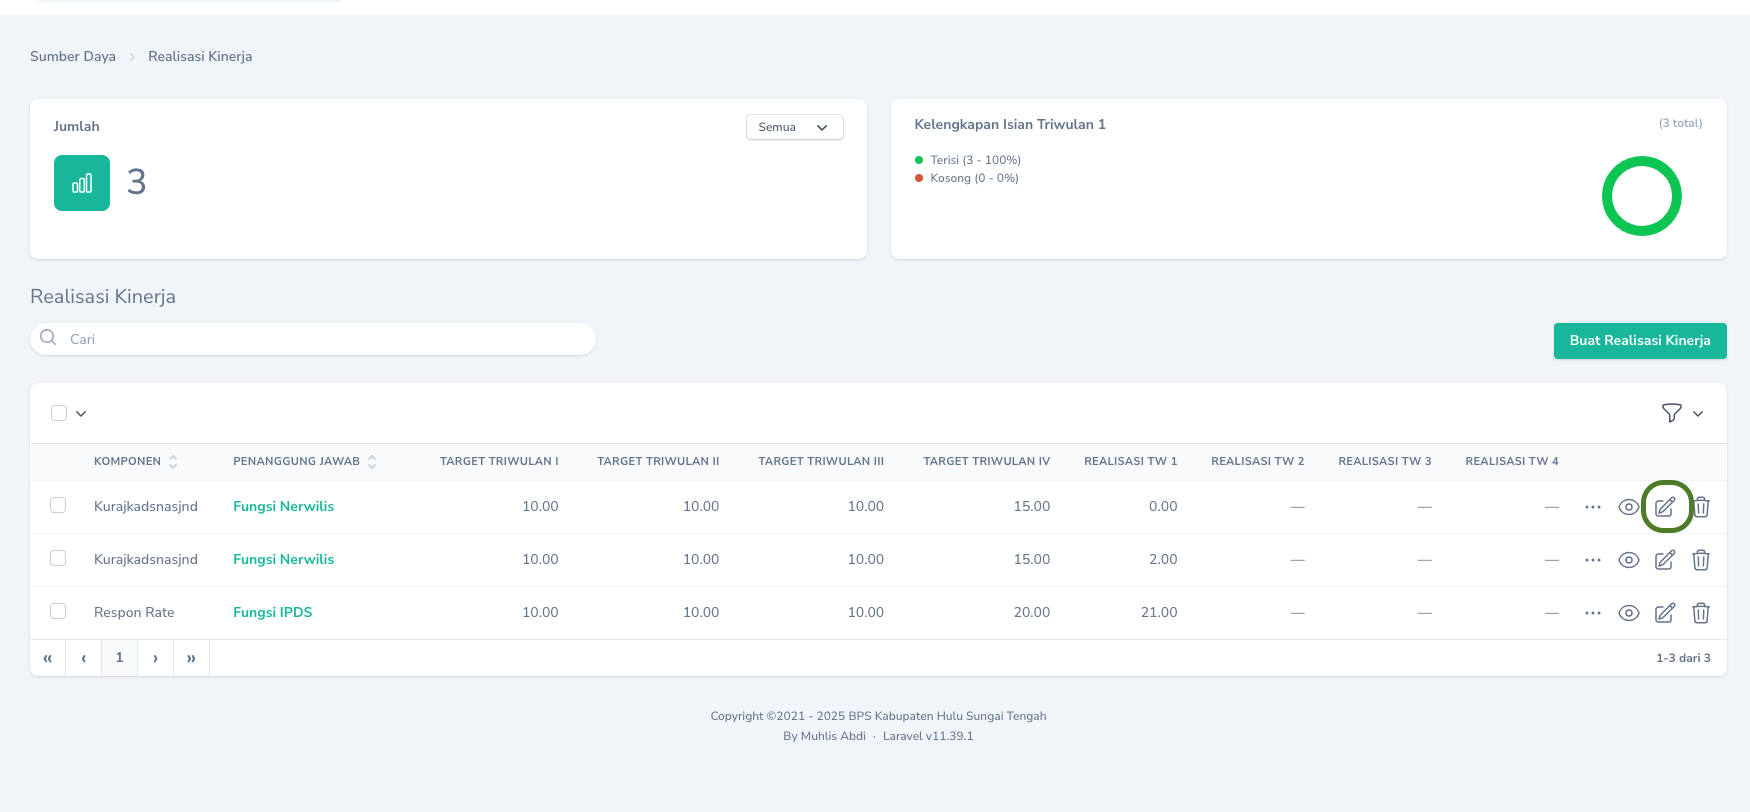 Sumber Daya > Realisasi Kinerja
Jumlah
Semua
3
Kelengkapan Isian Triwulan 1
(3 total)
Terisi (3 - 100%)
Kosong (0 - 0%)
Realisasi Kinerja
Cari
Buat Realisasi Kinerja
KOMPONEN PENANGGUNG JAWAB TARGET TRIWULAN I TARGET TRIWULAN II TARGET TRIWULAN III TARGET TRIWULAN IV REALISASI TW 1 REALISASI TW 2 REALISASI TW 3 REALISASI TW 4
Kurajkadsnasjnd Fungsi Nerwilis 10.00 10.00 10.00 15.00 0.00 — — —
Kurajkadsnasjnd Fungsi Nerwilis 10.00 10.00 10.00 15.00 2.00 — — —
Respon Rate Fungsi IPDS 10.00 10.00 10.00 20.00 21.00 — — —
« ‹ 1 › » 1-3 dari 3
Copyright ©2021 - 2025 BPS Kabupaten Hulu Sungai Tengah
By Muhlis Abdi · Laravel v11.39.1